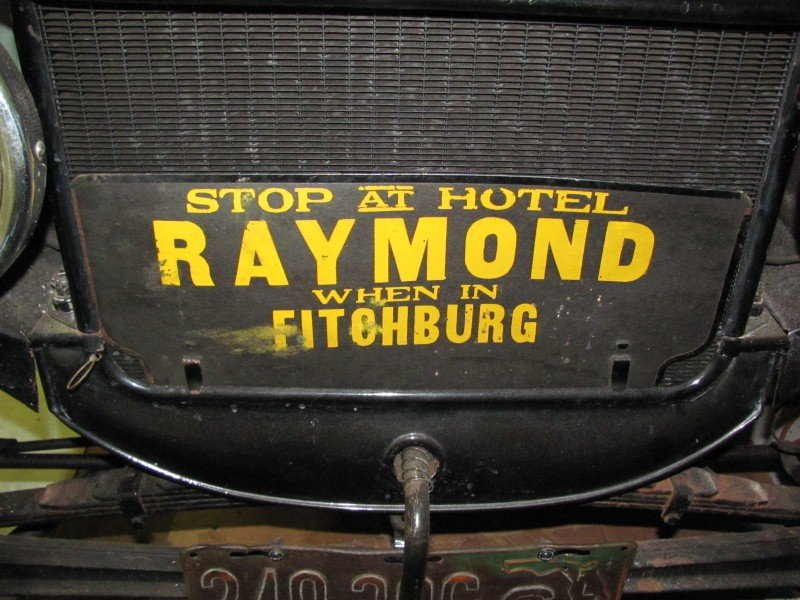 STOP AT HOTEL
RAYMOND
WHEN IN
FITCHBURG